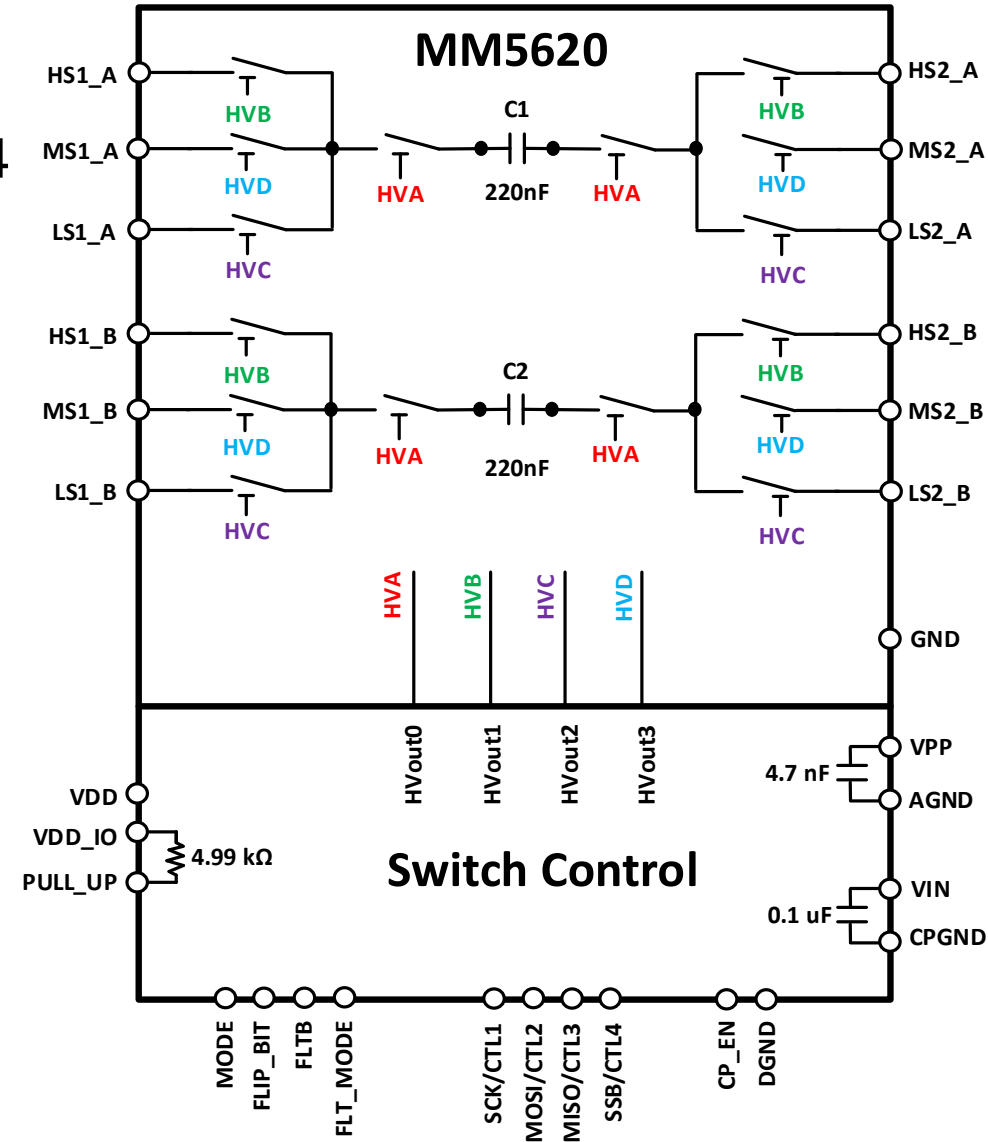 MM5620
HS1_A
HVB
C1
HVB
HS2_A
MS1_A
HVD
HVA
220nF
HVA
HVD
MS2_A
LS1_A
HVC
HVC
LS2_A
HS1_B
HVB
C2
HVB
HS2_B
MS1_B
HVD
HVA
220nF
HVA
HVD
MS2_B
LS1_B
HVC
HVC
LS2_B
HVA
HVB
HVC
HVD
GND
HVout0
HVout1
HVout2
HVout3
VPP
4.7 nF
AGND
VDD
VDD_IO
4.99 kΩ
PULL_UP
Switch Control
VIN
0.1 uF
CPGND
MODE
FLIP_BIT
FLTB
FLT_MODE
SCK/CTL1
MOSI/CTL2
MISO/CTL3
SSB/CTL4
CP_EN
DGND